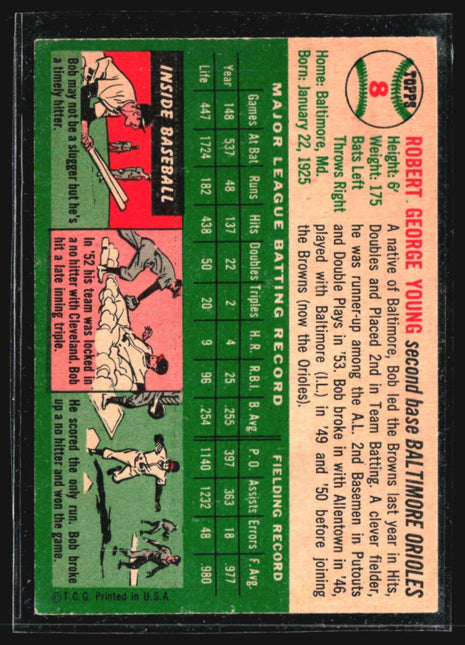 TOPPS
8
ROBERT GEORGE YOUNG second base BALTIMORE ORIOLES
Height: 6'
Weight: 175
Bats Left
Throws Right
Home: Baltimore, Md.
Born: January 22, 1925
A native of Baltimore, Bob led the Browns last year in Hits,
Doubles and Placed 2nd in Team Batting. A clever fielder,
he was runner-up among the A.L. 2nd Basemen in Putouts
and Double Plays in '53. Bob broke in with Allentown in '46,
played with Baltimore (I.L.) in '49 and '50 before joining
the Browns (now the Orioles).
MAJOR LEAGUE BATTING RECORD
FIELDING RECORD
Games At Bat Runs Hits Doubles Triples H.R. R.B.I. B. Avg P.O. Assists Errors F. Avg.
Year 148 537 48 137 22 2 4 25 .255 397 363 18 .977
Life 447 1724 182 438 50 20 9 96 .254 1140 1232 48 .980
INSIDE BASEBALL
Bob may not be a slugger but he's
a timely hitter.
In '52 his team was locked in
a no hitter with Cleveland. Bob
hit a late inning triple.
He scored the only run. Bob broke
up a no hitter and won the game.
© T.C.G. Printed in U.S.A.